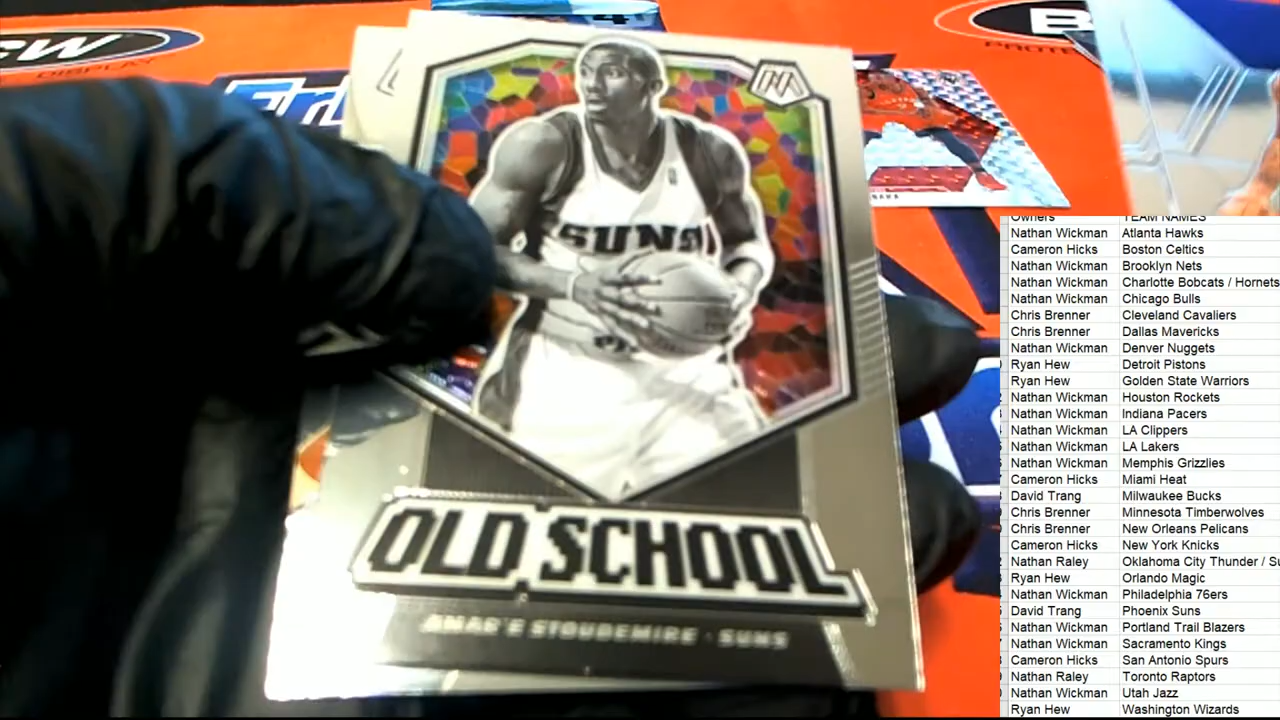 CW
DISPLAY
4
B
PROTE
SUNS
OLD SCHOOL
AMAR'E STOUDEMIRE · SUNS
Owners TEAM NAMES
Nathan Wickman Atlanta Hawks
Cameron Hicks Boston Celtics
Nathan Wickman Brooklyn Nets
Nathan Wickman Charlotte Bobcats / Hornets
Nathan Wickman Chicago Bulls
Chris Brenner Cleveland Cavaliers
Chris Brenner Dallas Mavericks
Nathan Wickman Denver Nuggets
Ryan Hew Detroit Pistons
Ryan Hew Golden State Warriors
Nathan Wickman Houston Rockets
Nathan Wickman Indiana Pacers
Nathan Wickman LA Clippers
Nathan Wickman LA Lakers
Nathan Wickman Memphis Grizzlies
Cameron Hicks Miami Heat
David Trang Milwaukee Bucks
Chris Brenner Minnesota Timberwolves
Chris Brenner New Orleans Pelicans
Cameron Hicks New York Knicks
Nathan Raley Oklahoma City Thunder / Su
Ryan Hew Orlando Magic
Nathan Wickman Philadelphia 76ers
David Trang Phoenix Suns
Nathan Wickman Portland Trail Blazers
Nathan Wickman Sacramento Kings
Cameron Hicks San Antonio Spurs
Nathan Raley Toronto Raptors
Nathan Wickman Utah Jazz
Ryan Hew Washington Wizards